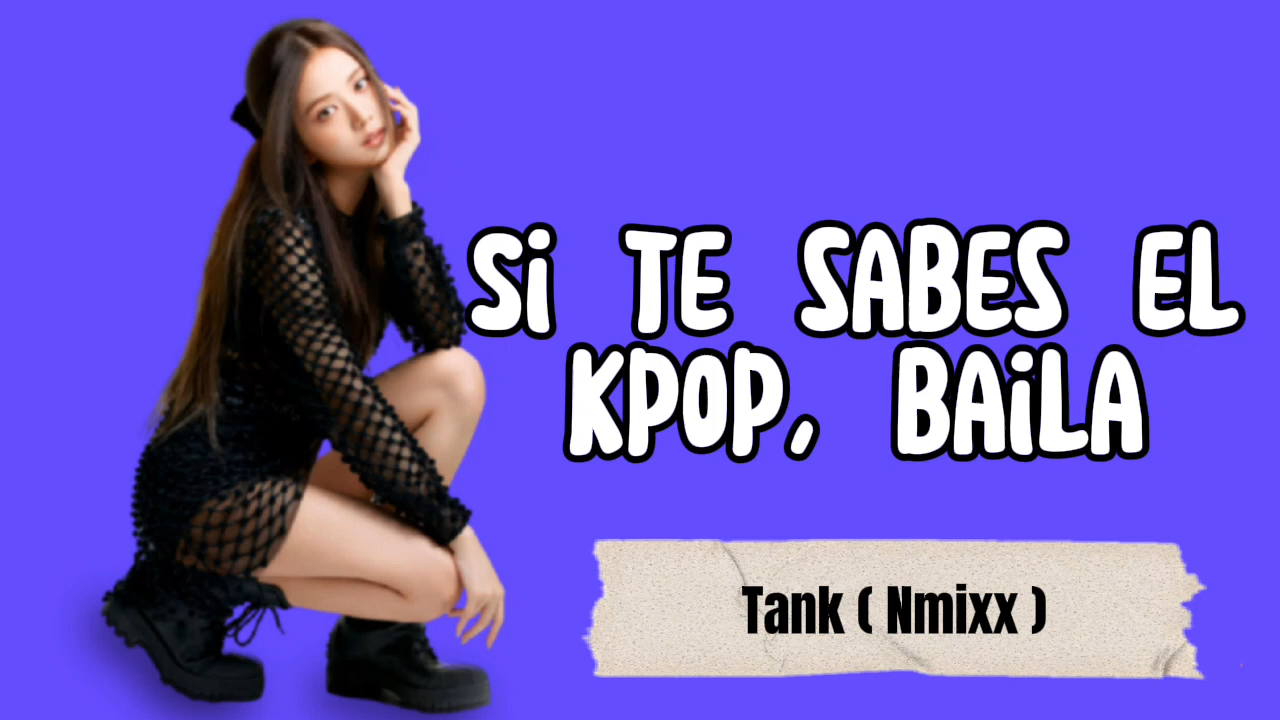 Si TE SABES EL
KPOP, BAiLA
Tank ( Nmixx )